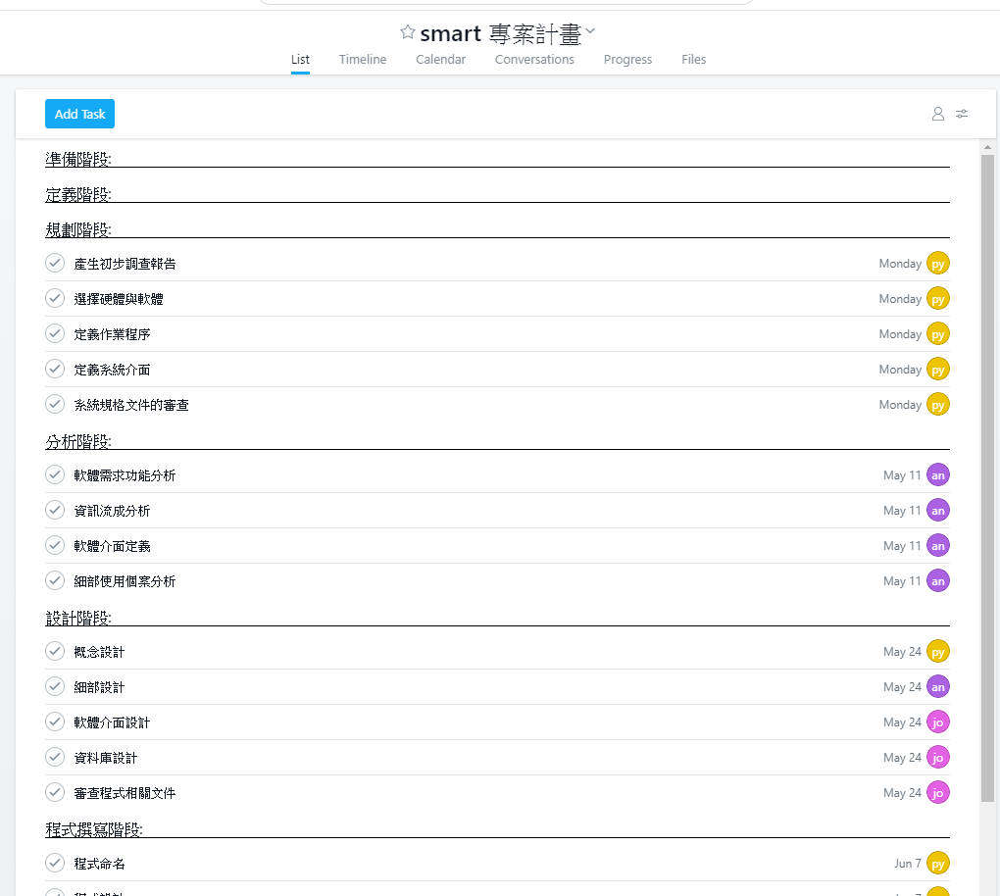 smart 專案計畫
List Timeline Calendar Conversations Progress Files
Add Task
準備階段:
定義階段:
規劃階段:
產生初步調查報告 Monday py
選擇硬體與軟體 Monday py
定義作業程序 Monday py
定義系統介面 Monday py
系統規格文件的審查 Monday py
分析階段:
軟體需求功能分析 May 11 an
資訊流成分析 May 11 an
軟體介面定義 May 11 an
細部使用個案分析 May 11 an
設計階段:
概念設計 May 24 py
細部設計 May 24 an
軟體介面設計 May 24 jo
資料庫設計 May 24 jo
審查程式相關文件 May 24 jo
程式撰寫階段:
程式命名 Jun 7 py